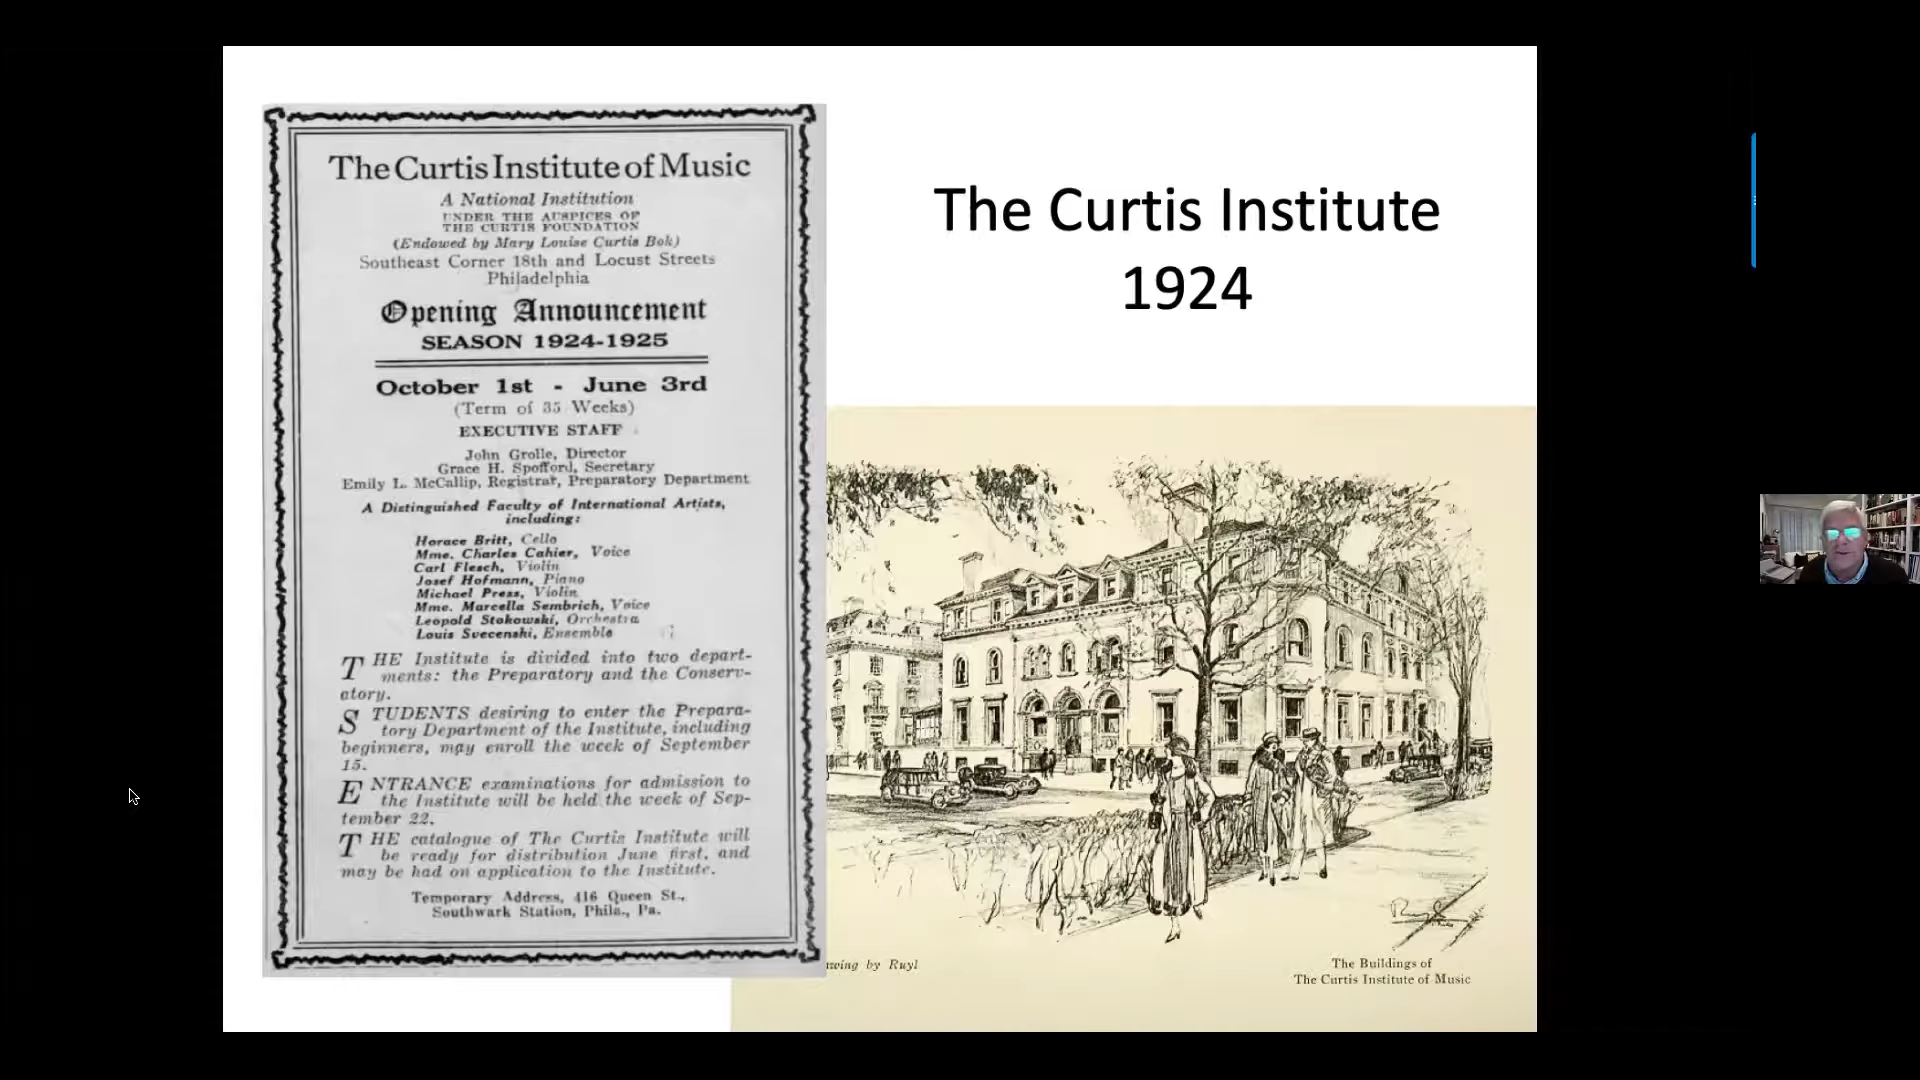 The Curtis Institute of Music
A National Institution
UNDER THE AUSPICES OF
THE CURTIS FOUNDATION
(Endowed by Mary Louise Curtis Bok)
Southeast Corner 18th and Locust Streets
Philadelphia
Opening Announcement
SEASON 1924-1925
October 1st - June 3rd
(Term of 35 Weeks)
EXECUTIVE STAFF
John Grolle, Director
Grace H. Spofford, Secretary
Emily L. McCallip, Registrar, Preparatory Department
A Distinguished Faculty of International Artists,
including:
Horace Britt, Cello
Mme. Charles Cahier, Voice
Carl Flesch, Violin
Josef Hofmann, Piano
Michael Press, Violin
Mme. Marcella Sembrich, Voice
Leopold Stokowski, Orchestra
Louis Svecenski, Ensemble
THE Institute is divided into two depart-
ments: the Preparatory and the Conserv-
atory.
STUDENTS desiring to enter the Prepara-
tory Department of the Institute, including
beginners, may enroll the week of September
15.
ENTRANCE examinations for admission to
the Institute will be held the week of Sep-
tember 22.
THE catalogue of The Curtis Institute will
be ready for distribution June first, and
may be had on application to the Institute.
Temporary Address, 416 Queen St.,
Southwark Station, Phila., Pa.
The Curtis Institute
1924
awing by Ruyl
The Buildings of
The Curtis Institute of Music